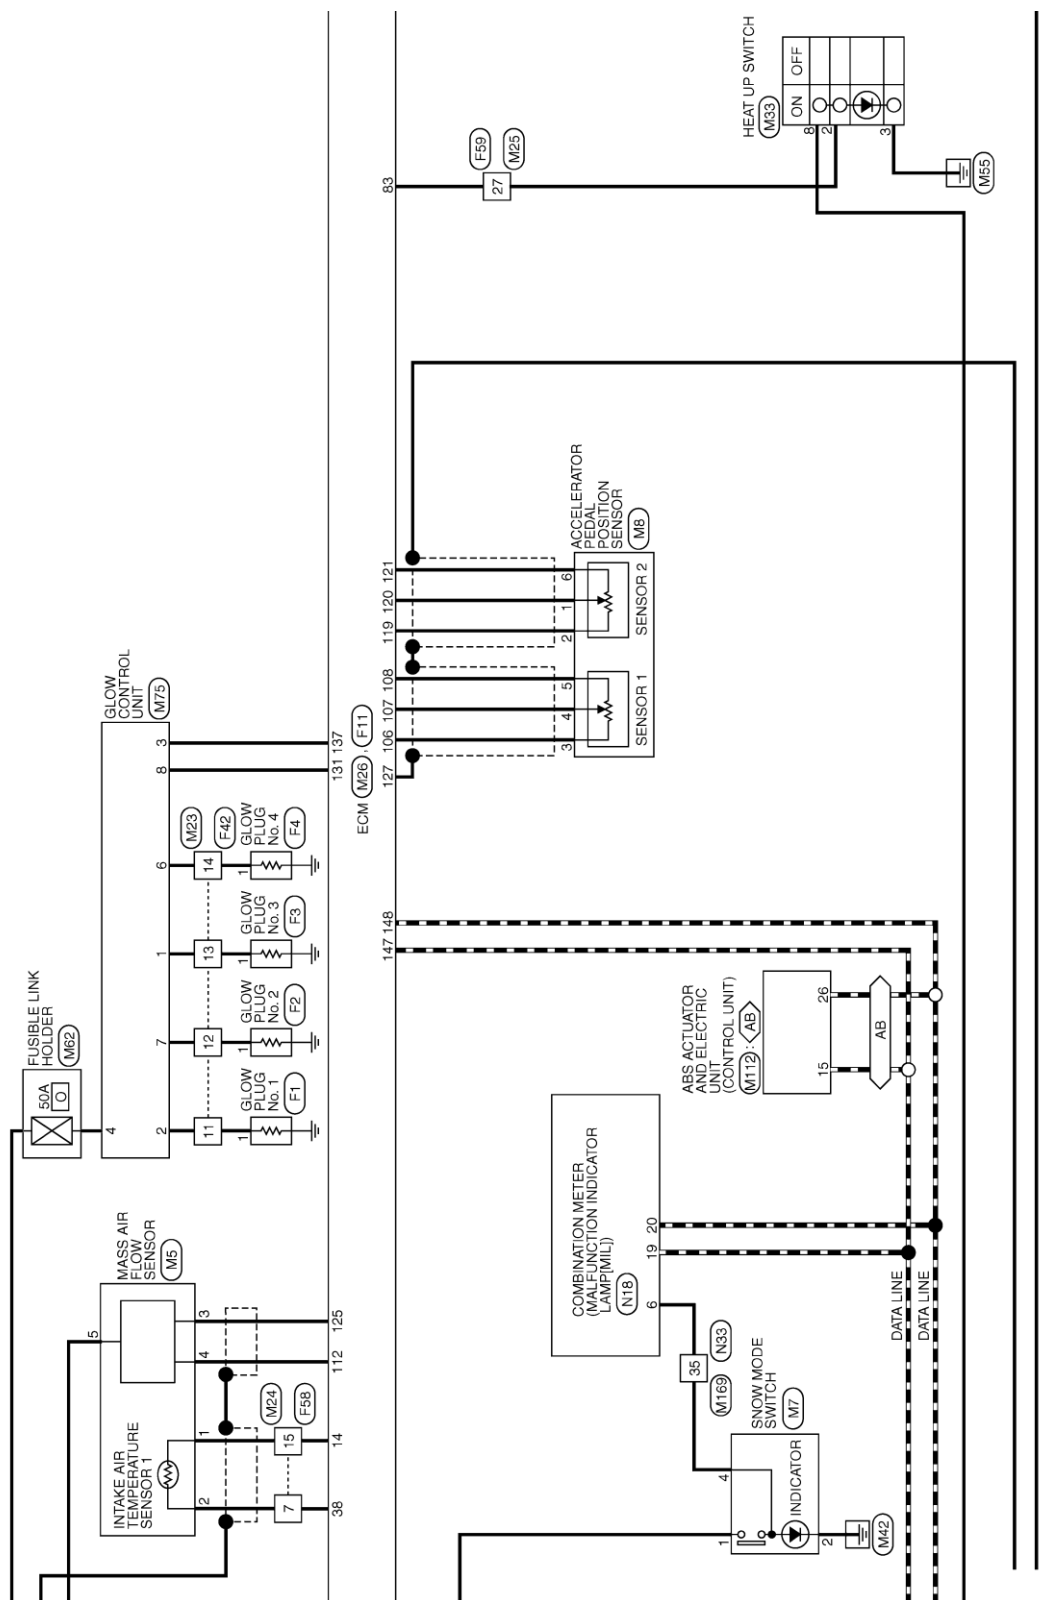 FUSIBLE LINK
HOLDER
M62
50A
O
4
GLOW
CONTROL
UNIT
M75
2
7
1
6
8
3
11
12
13
14
M23
F42
1
GLOW
PLUG
No. 1
F1
1
GLOW
PLUG
No. 2
F2
1
GLOW
PLUG
No. 3
F3
1
GLOW
PLUG
No. 4
F4
MASS AIR
FLOW
SENSOR
M5
5
INTAKE AIR
TEMPERATURE
SENSOR 1
2
1
4
3
7
15
M24
F58
38
14
112
125
131
137
ECM
M26
,
F11
147
148
127
106
107
108
119
120
121
83
3
4
5
2
1
6
SENSOR 1
SENSOR 2
ACCELERATOR
PEDAL
POSITION
SENSOR
M8
F59
M25
27
HEAT UP SWITCH
M33
ON
OFF
8
2
3
M55
ABS ACTUATOR
AND ELECTRIC
UNIT
(CONTROL UNIT)
M112
:
AB
15
26
AB
COMBINATION METER
(MALFUNCTION INDICATOR
LAMP[MIL])
N18
6
19
20
35
N33
M169
SNOW MODE
SWITCH
M7
1
4
2
INDICATOR
M42
DATA LINE
DATA LINE